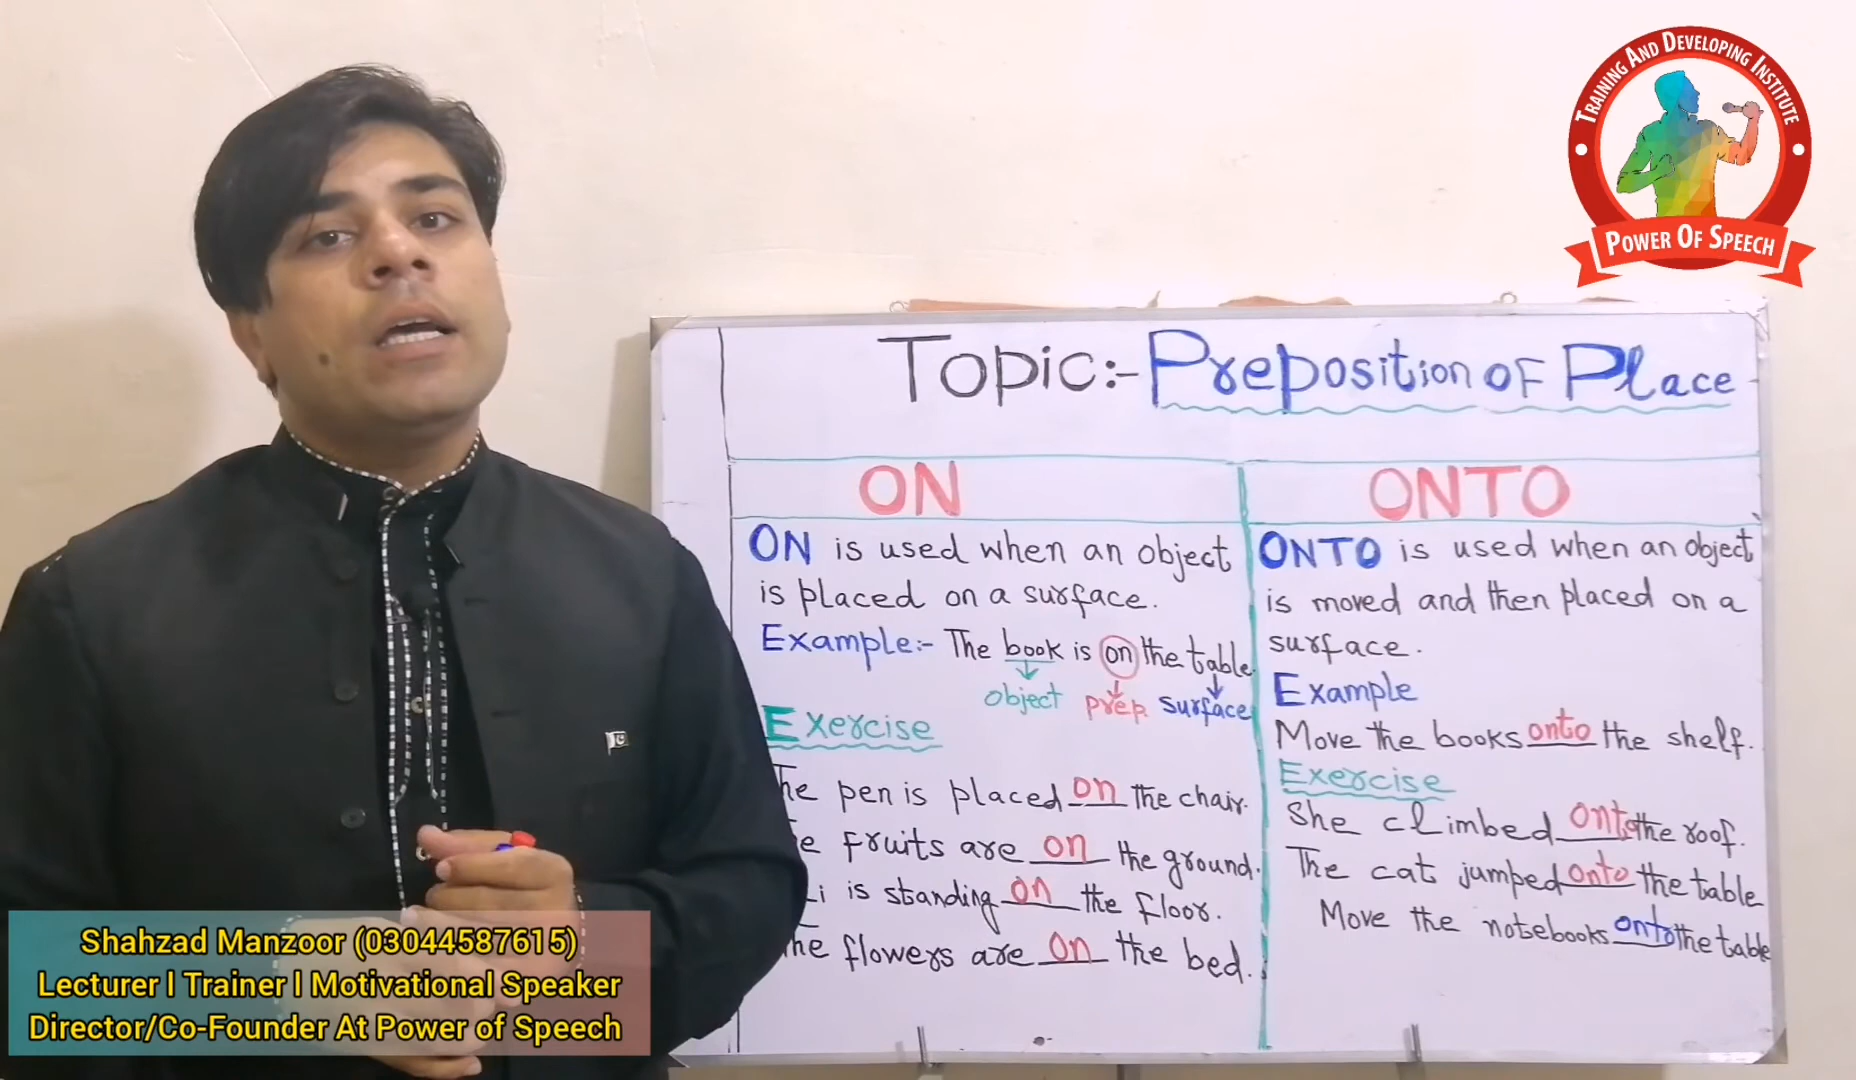 TRAINING AND DEVELOPING INSTITUTE
POWER OF SPEECH
Topic:- Preposition of Place
ON
ON is used when an object
is placed on a surface.
Example:- The book is on the table.
object prep. surface
Exercise
The pen is placed on the chair.
fruits are on the ground.
is standing on the floor.
The flowers are on the bed.
ONTO
ONTO is used when an object
is moved and then placed on a
surface.
Example
Move the books onto the shelf.
Exercise
She climbed onto the roof.
The cat jumped onto the table
Move the notebooks onto the table
Shahzad Manzoor (03044587615)
Lecturer l Trainer l Motivational Speaker
Director/Co-Founder At Power of Speech